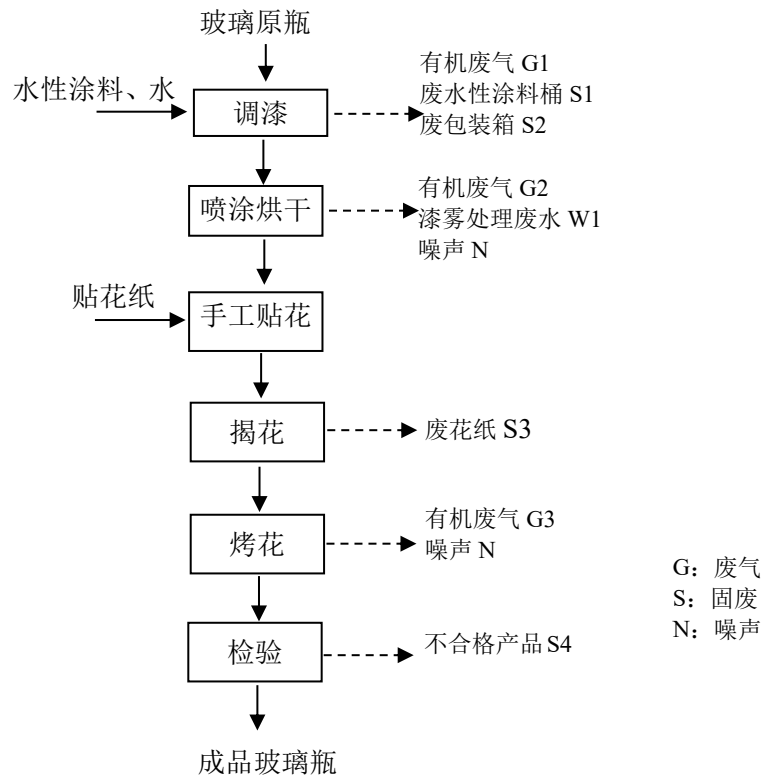 玻璃原瓶
水性涂料、水
调漆
有机废气 G1
废水性涂料桶 S1
废包装箱 S2
喷涂烘干
有机废气 G2
漆雾处理废水 W1
噪声 N
贴花纸
手工贴花
揭花
废花纸 S3
烤花
有机废气 G3
噪声 N
G：废气
S：固废
N：噪声
检验
不合格产品 S4
成品玻璃瓶